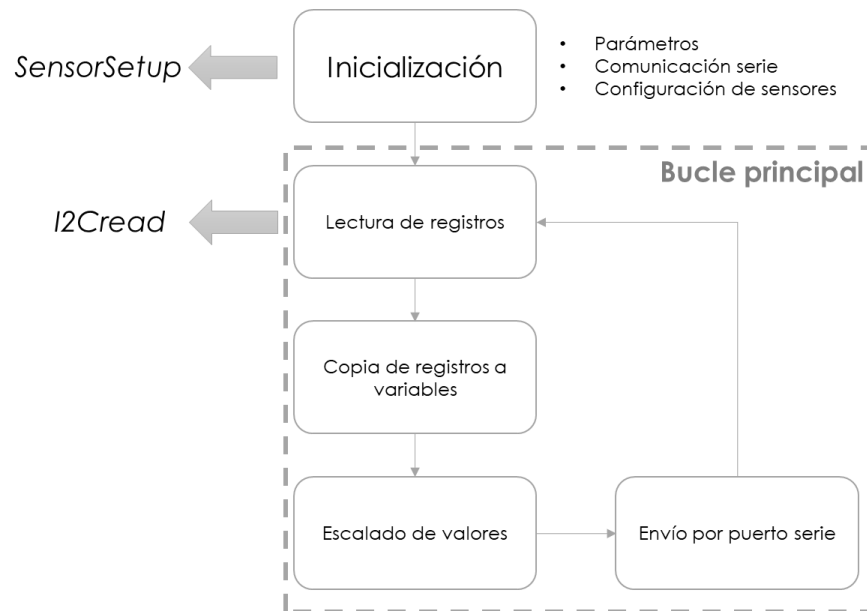 SensorSetup
Inicialización
• Parámetros
• Comunicación serie
• Configuración de sensores
Bucle principal
I2Cread
Lectura de registros
Copia de registros a
variables
Escalado de valores
Envío por puerto serie